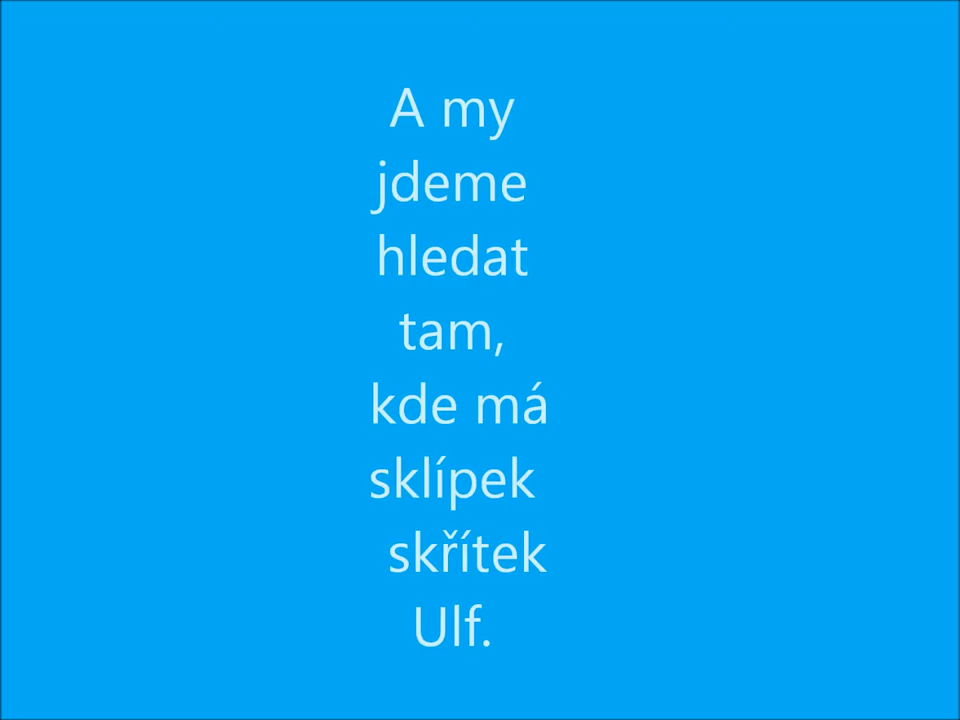 A my
jdeme
hledat
tam,
kde má
sklípek
skřítek
Ulf.